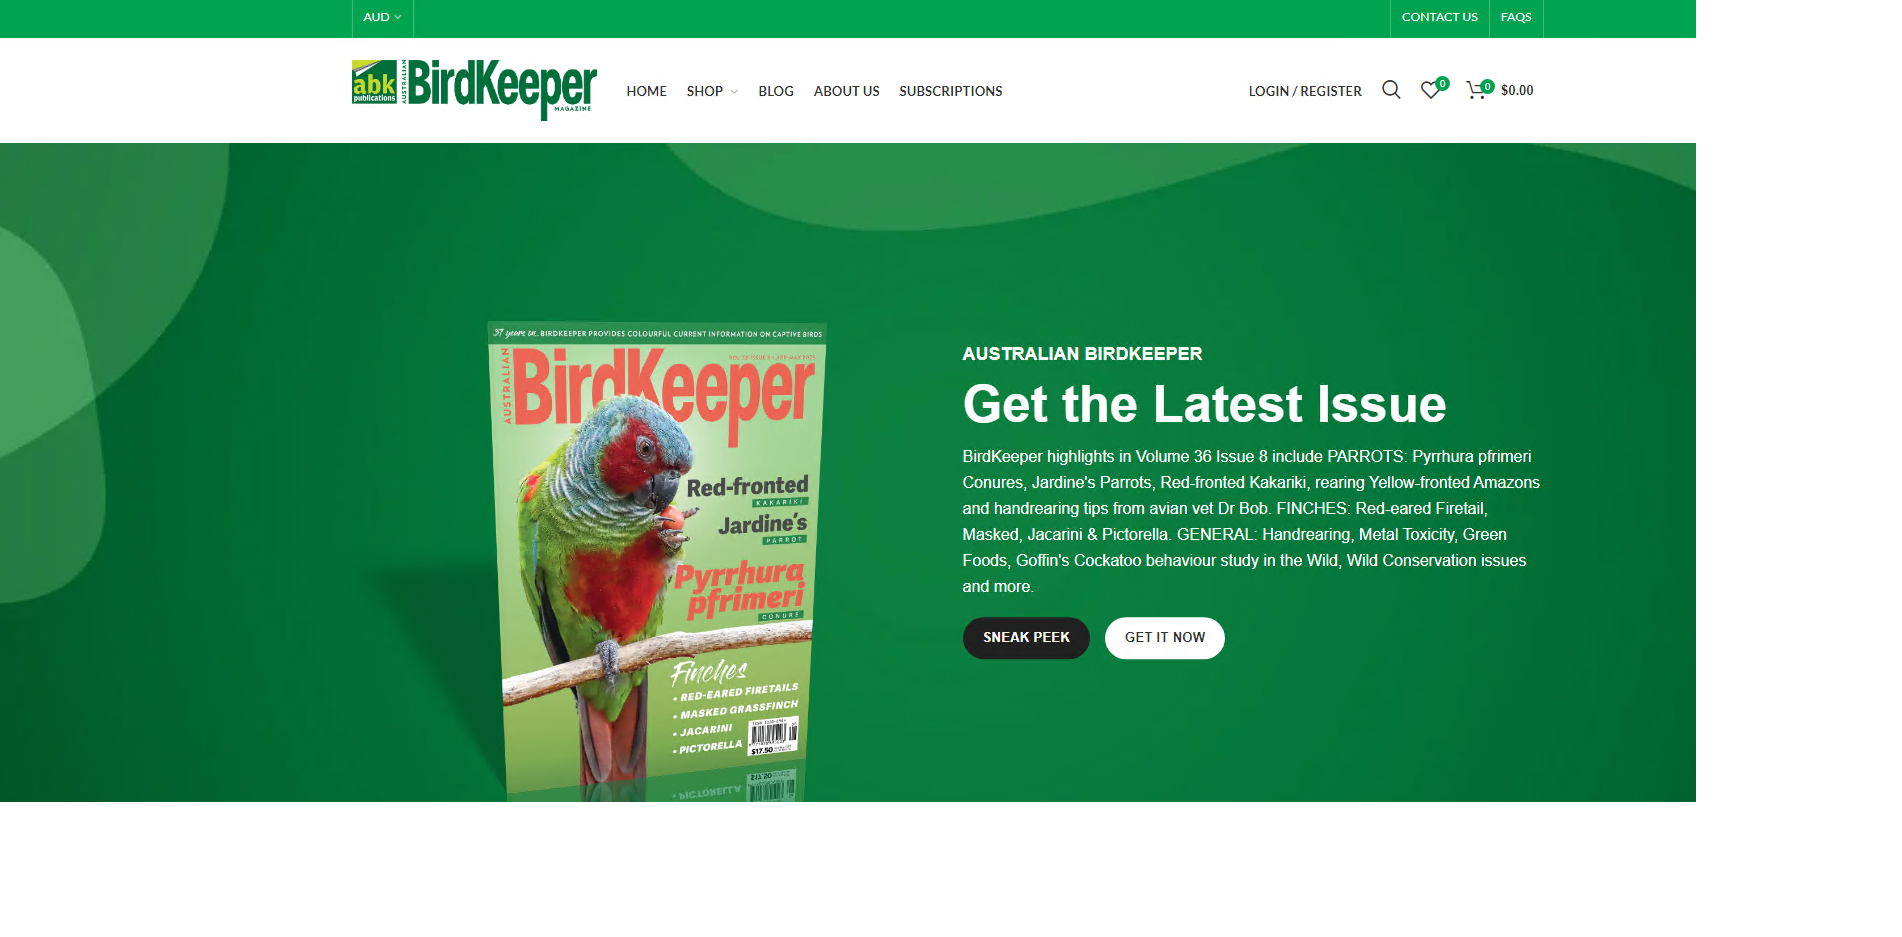 AUD
CONTACT US
FAQS
abk
publications
AUSTRALIAN
BirdKeeper
MAGAZINE
HOME
SHOP
BLOG
ABOUT US
SUBSCRIPTIONS
LOGIN / REGISTER
0
0
$0.00
37 years on... BIRDKEEPER PROVIDES COLOURFUL CURRENT INFORMATION ON CAPTIVE BIRDS
AUSTRALIAN
BirdKeeper
Red-fronted
KAKARIKI
Jardine's
PARROT
Pyrrhura
pfrimeri
CONURE
Finches
• RED-EARED FIRETAILS
• MASKED GRASSFINCH
• JACARINI
• PICTORELLA
$17.50
AUSTRALIAN BIRDKEEPER
Get the Latest Issue
BirdKeeper highlights in Volume 36 Issue 8 include PARROTS: Pyrrhura pfrimeri
Conures, Jardine's Parrots, Red-fronted Kakariki, rearing Yellow-fronted Amazons
and handrearing tips from avian vet Dr Bob. FINCHES: Red-eared Firetail,
Masked, Jacarini & Pictorella. GENERAL: Handrearing, Metal Toxicity, Green
Foods, Goffin's Cockatoo behaviour study in the Wild, Wild Conservation issues
and more.
SNEAK PEEK
GET IT NOW